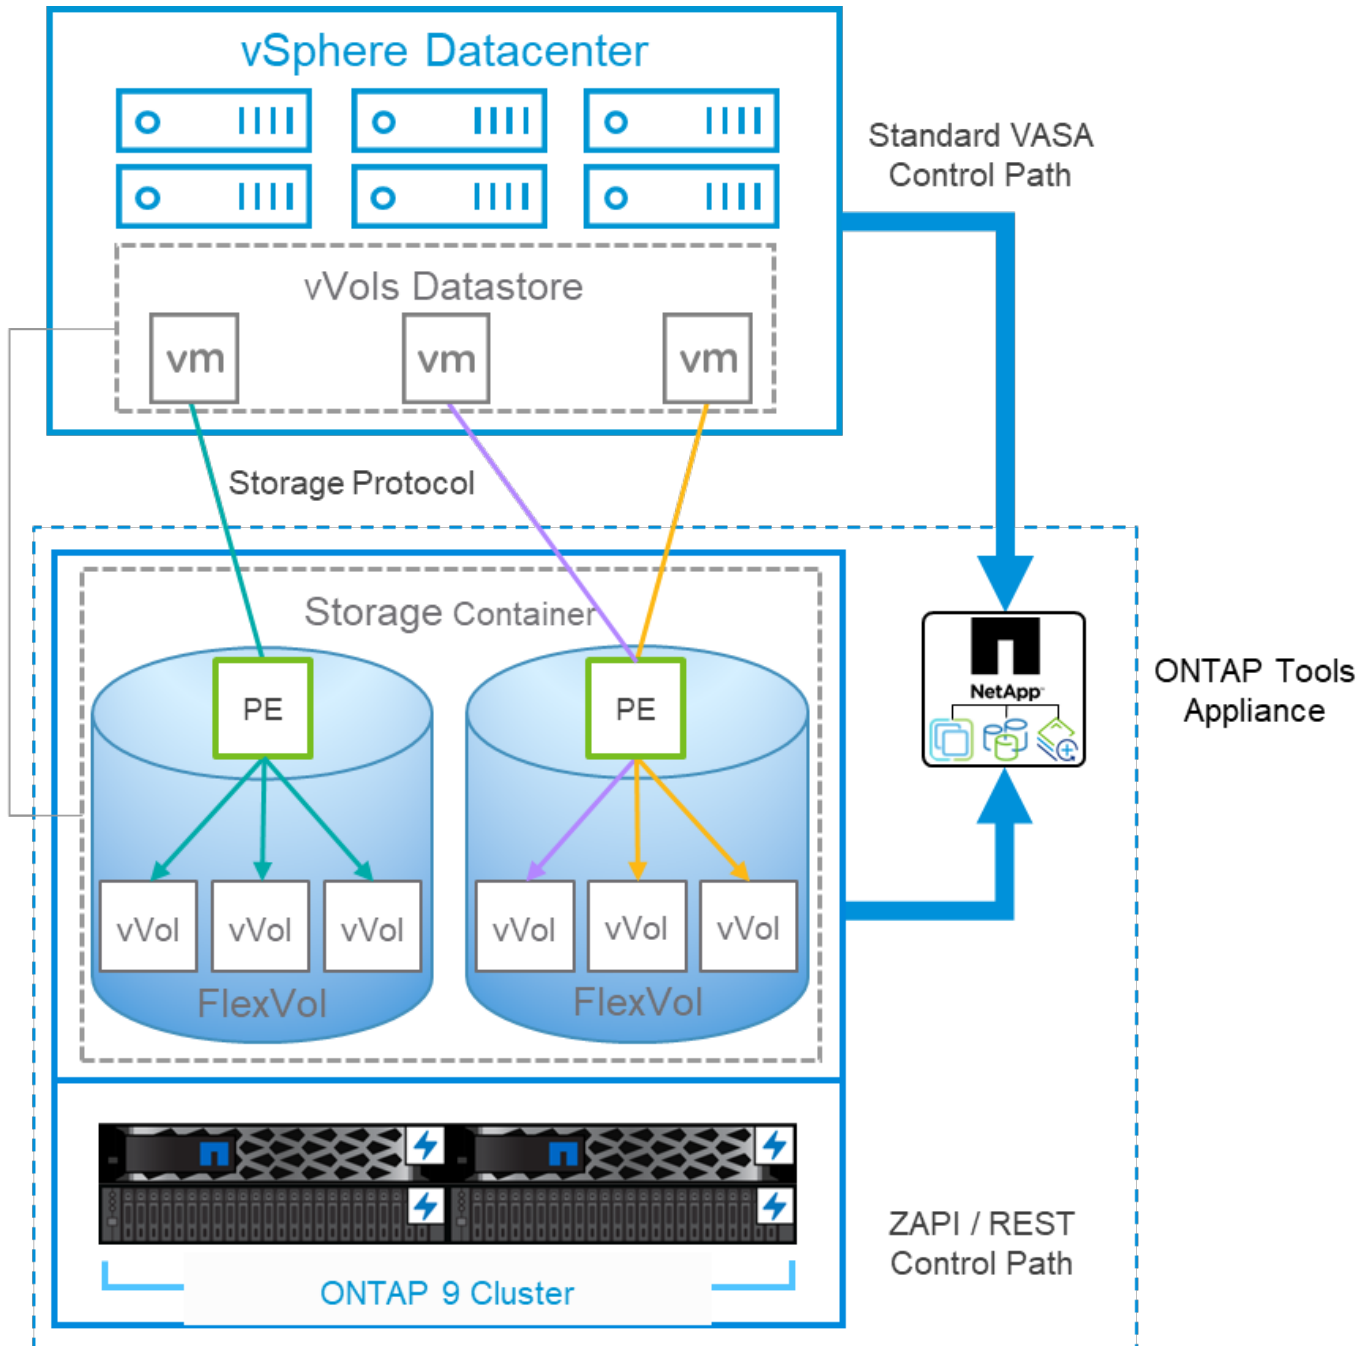 vSphere Datacenter
Standard VASA
Control Path
vVols Datastore
vm
vm
vm
Storage Protocol
Storage Container
NetApp
ONTAP Tools
Appliance
PE
PE
vVol
vVol
vVol
vVol
vVol
vVol
FlexVol
FlexVol
ZAPI / REST
Control Path
ONTAP 9 Cluster